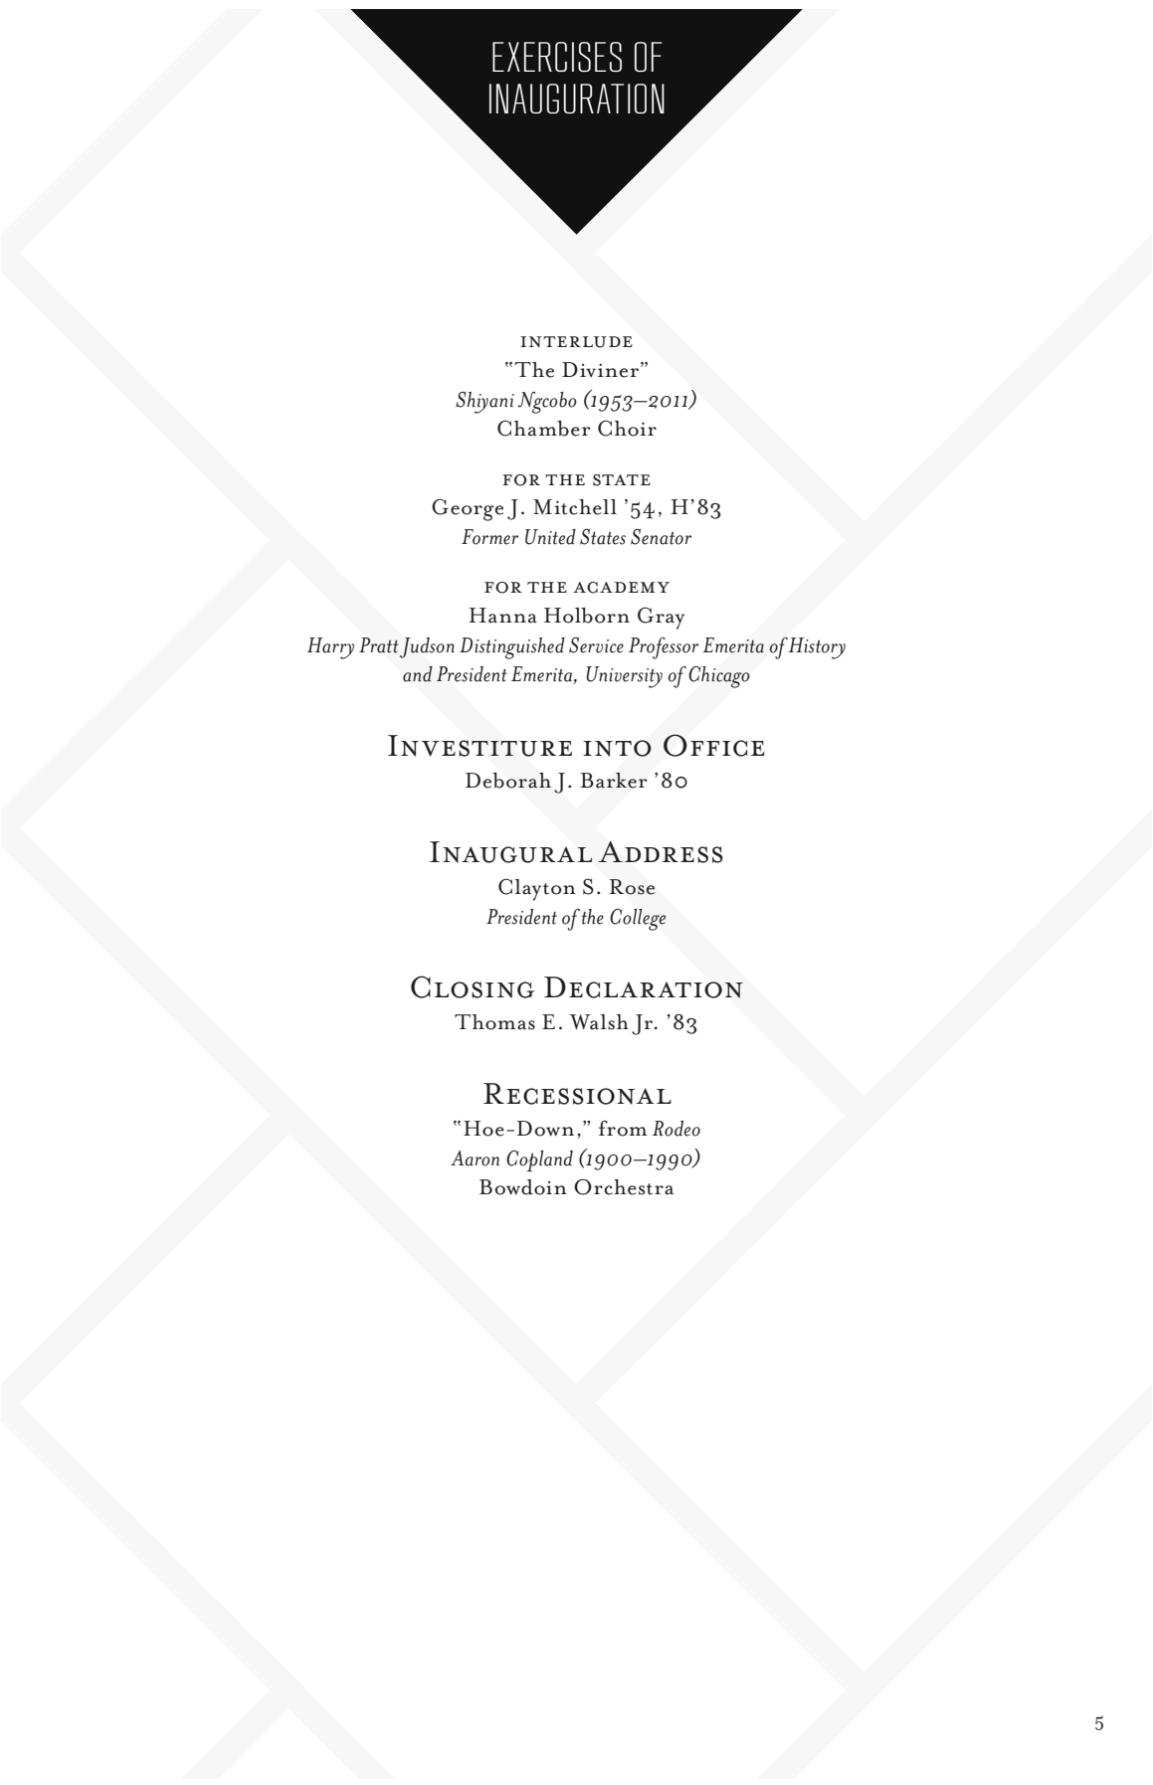 EXERCISES OF
INAUGURATION
INTERLUDE
"The Diviner"
Shiyani Ngcobo (1953–2011)
Chamber Choir
FOR THE STATE
George J. Mitchell ’54, H’83
Former United States Senator
FOR THE ACADEMY
Hanna Holborn Gray
Harry Pratt Judson Distinguished Service Professor Emerita of History
and President Emerita, University of Chicago
Investiture into Office
Deborah J. Barker ’80
Inaugural Address
Clayton S. Rose
President of the College
Closing Declaration
Thomas E. Walsh Jr. ’83
Recessional
"Hoe-Down," from Rodeo
Aaron Copland (1900–1990)
Bowdoin Orchestra
5